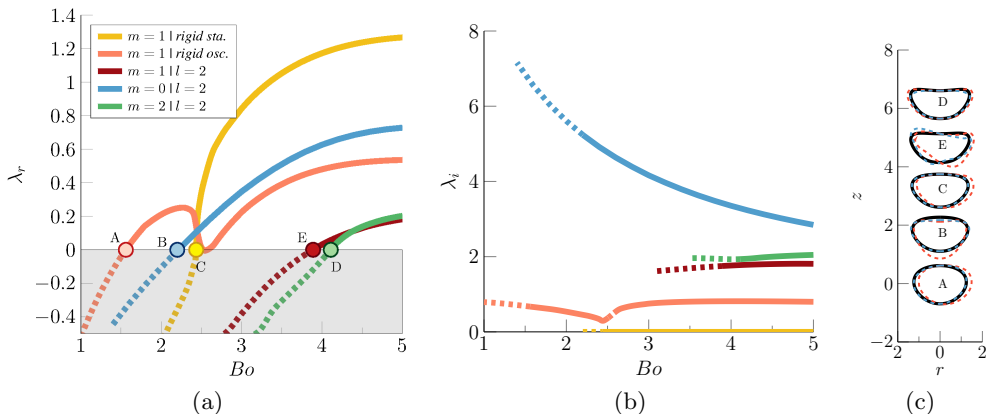 1.4
1.2
1
0.8
0.6
0.4
0.2
0
−0.2
−0.4
λr
m = 1 | rigid sta.
m = 1 | rigid osc.
m = 1 | l = 2
m = 0 | l = 2
m = 2 | l = 2
A
B
C
E
D
1 2 3 4 5
Bo
(a)
8
6
4
2
0
λi
1 2 3 4 5
Bo
(b)
8
6
4
2
0
−2
z
D
E
C
B
A
2 0 2
r
(c)